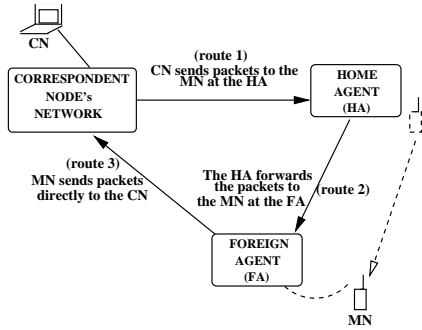 CN
CORRESPONDENT
NODE's
NETWORK
(route 1)
CN sends packets to the
MN at the HA
HOME
AGENT
(HA)
(route 3)
MN sends packets
directly to the CN
The HA forwards
the packets to
the MN at the FA
(route 2)
FOREIGN
AGENT
(FA)
MN